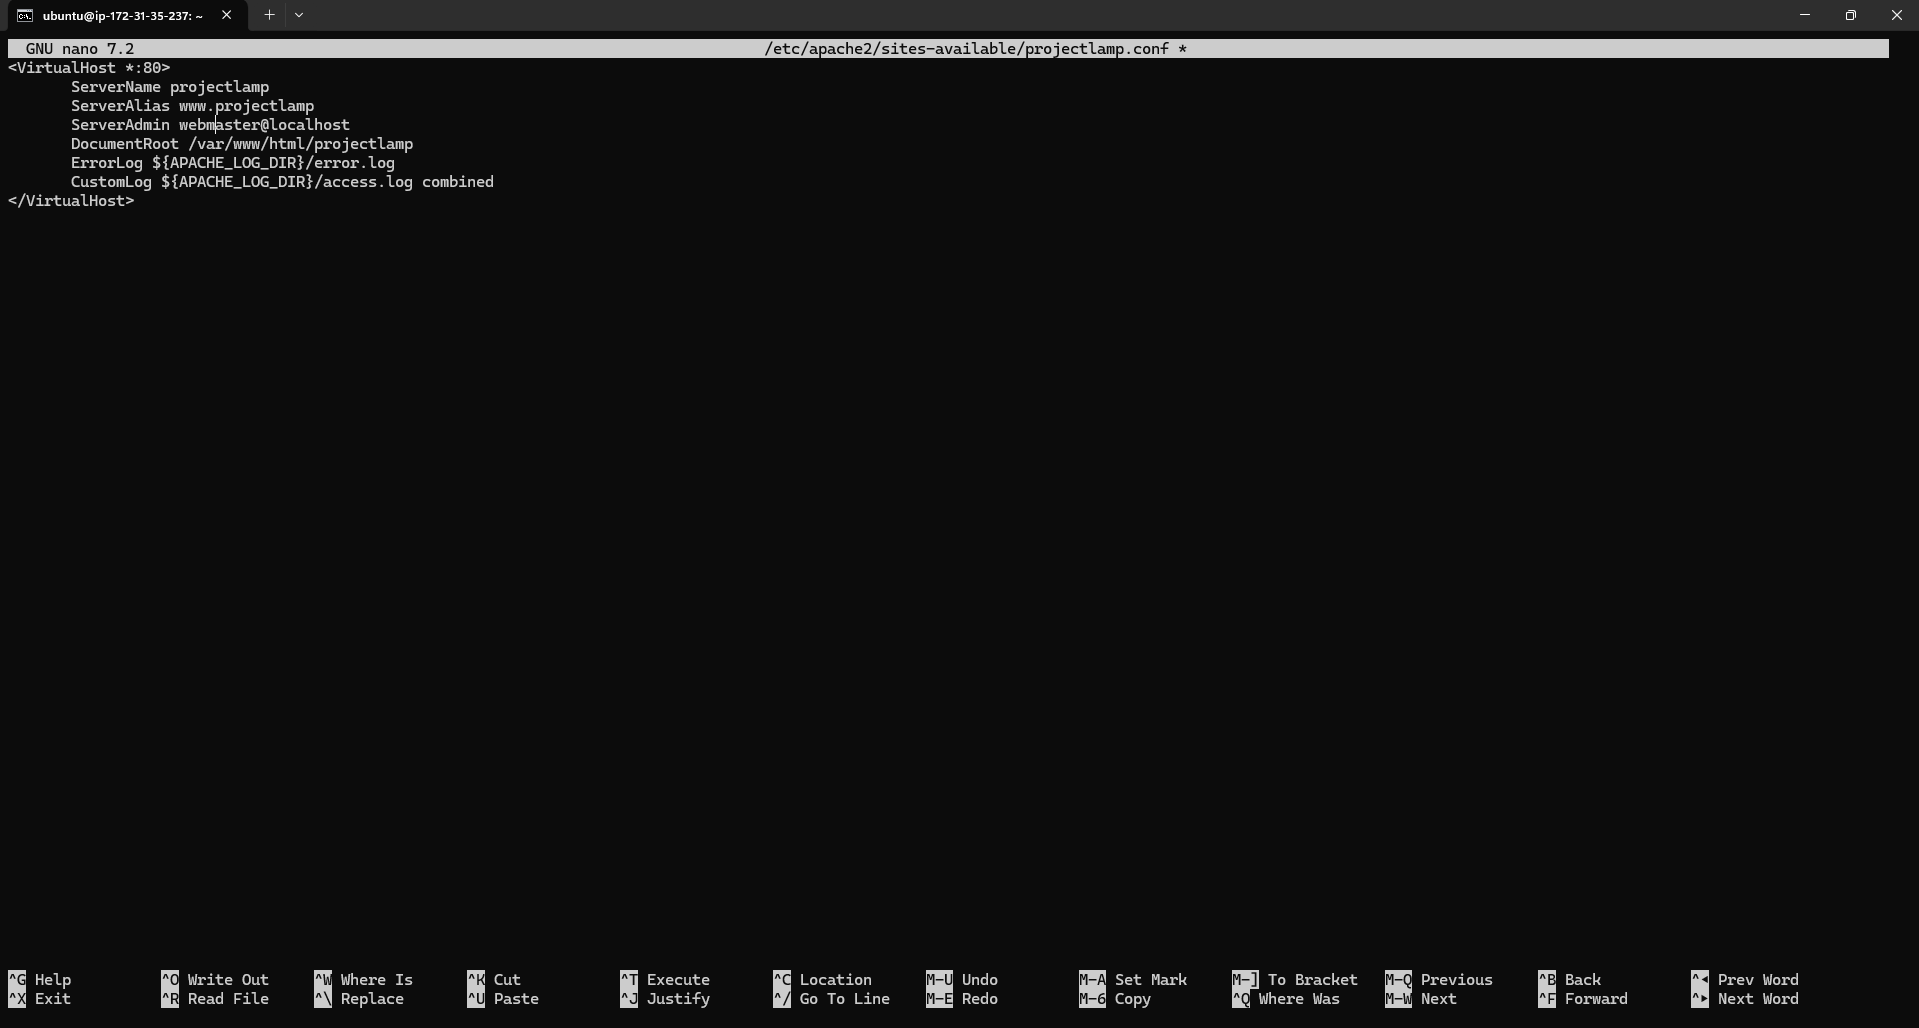 ubuntu@ip-172-31-35-237: ~
GNU nano 7.2 /etc/apache2/sites-available/projectlamp.conf *
<VirtualHost *:80>
ServerName projectlamp
ServerAlias www.projectlamp
ServerAdmin webmaster@localhost
DocumentRoot /var/www/html/projectlamp
ErrorLog ${APACHE_LOG_DIR}/error.log
CustomLog ${APACHE_LOG_DIR}/access.log combined
</VirtualHost>
^G Help ^O Write Out ^W Where Is ^K Cut ^T Execute ^C Location M-U Undo M-A Set Mark M-] To Bracket M-Q Previous ^B Back ^◂ Prev Word
^X Exit ^R Read File ^\ Replace ^U Paste ^J Justify ^/ Go To Line M-E Redo M-6 Copy ^Q Where Was M-W Next ^F Forward ^▸ Next Word